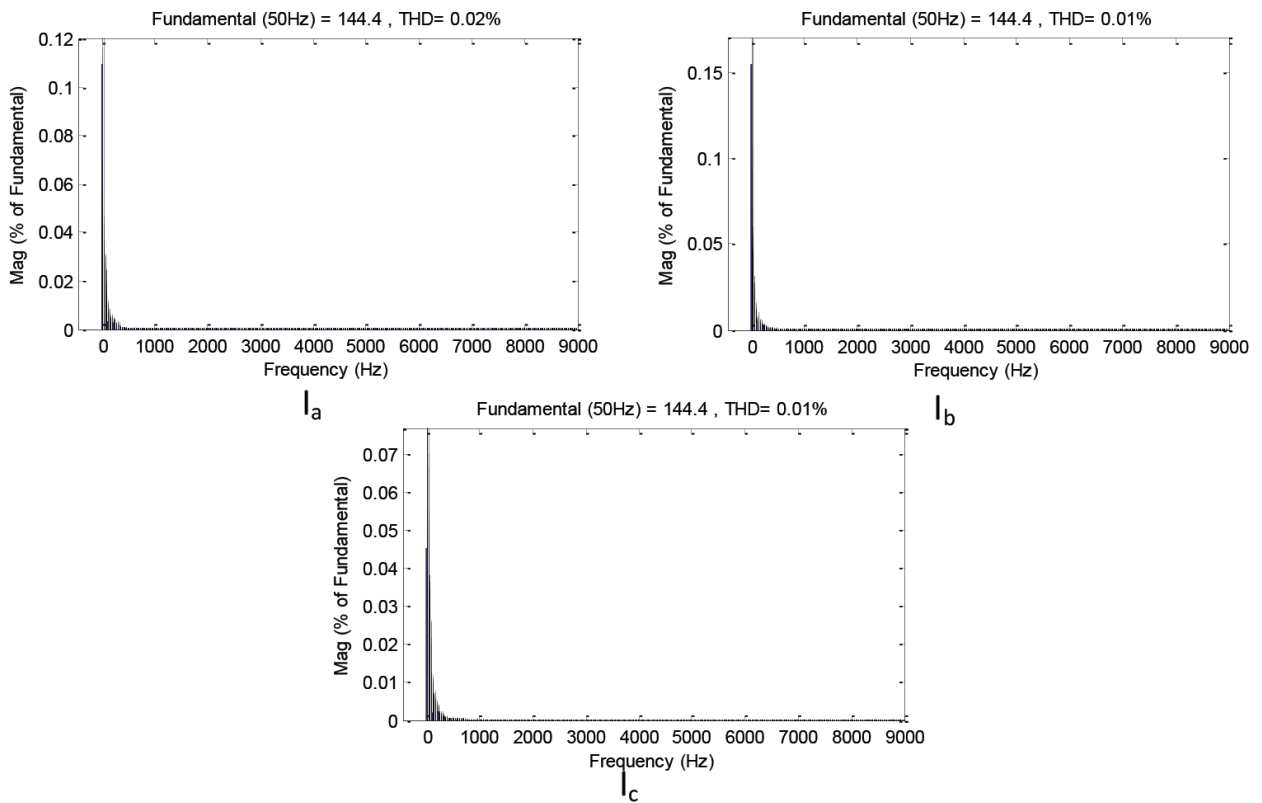 Fundamental (50Hz) = 144.4 , THD= 0.02%
0.12
0.1
0.08
0.06
0.04
0.02
0
Mag (% of Fundamental)
0 1000 2000 3000 4000 5000 6000 7000 8000 9000
Frequency (Hz)
Ia
Fundamental (50Hz) = 144.4 , THD= 0.01%
0.15
0.1
0.05
0
Mag (% of Fundamental)
0 1000 2000 3000 4000 5000 6000 7000 8000 9000
Frequency (Hz)
Ib
Fundamental (50Hz) = 144.4 , THD= 0.01%
0.07
0.06
0.05
0.04
0.03
0.02
0.01
0
Mag (% of Fundamental)
0 1000 2000 3000 4000 5000 6000 7000 8000 9000
Frequency (Hz)
Ic